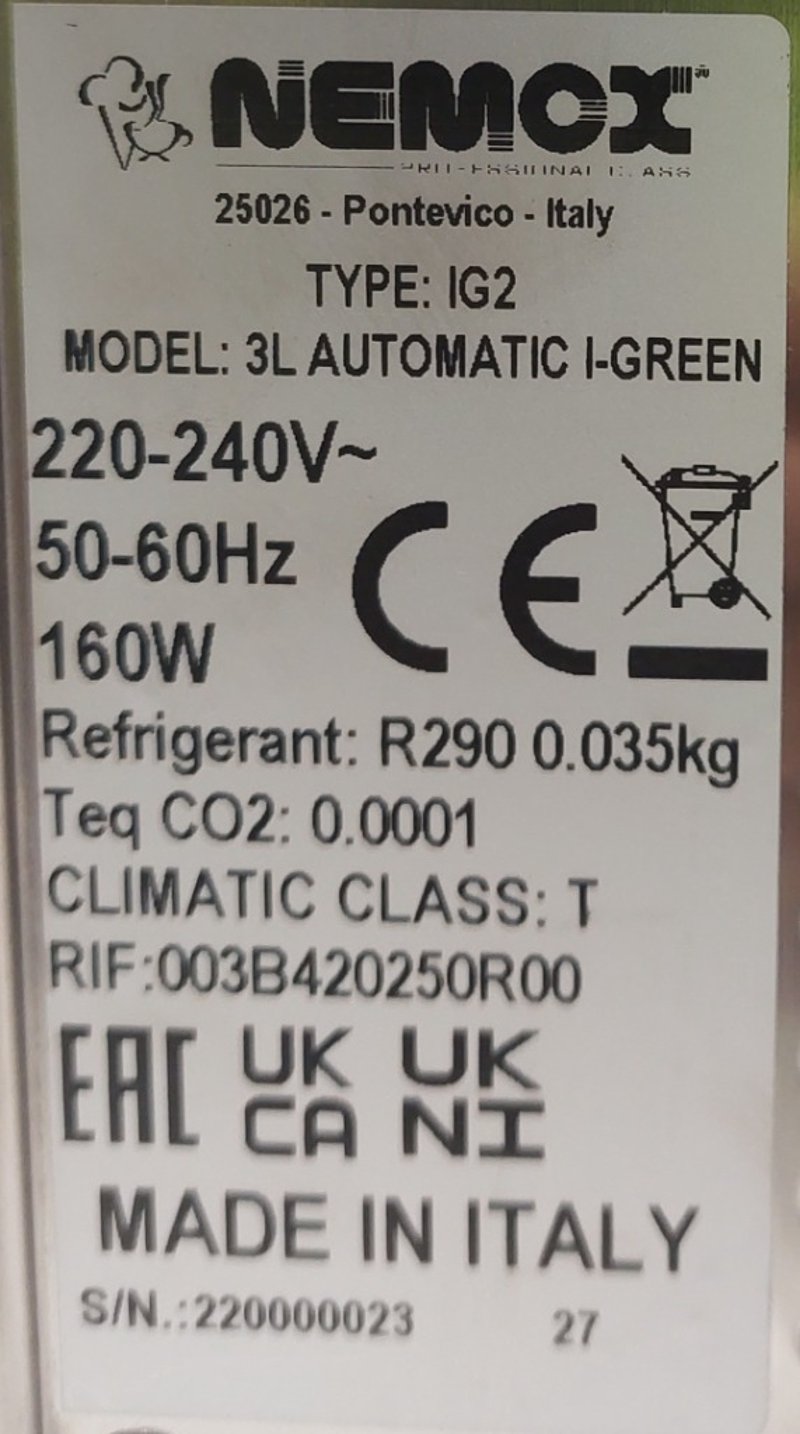 NEMOX
PROFESSIONAL CLASS
25026 - Pontevico - Italy
TYPE: IG2
MODEL: 3L AUTOMATIC I-GREEN
220-240V~
50-60Hz
160W
CE
Refrigerant: R290 0.035kg
Teq CO2: 0.0001
CLIMATIC CLASS: T
RIF:003B420250R00
EAC UK CA UK NI
MADE IN ITALY
S/N.:220000023 27